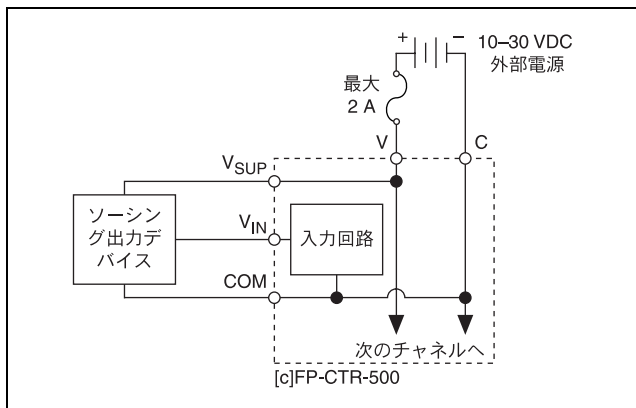 +
−
10–30 VDC
外部電源
最大
2 A
V
C
VSUP
ソーシン
グ出力デ
バイス
VIN
入力回路
COM
次のチャネルへ
[c]FP-CTR-500